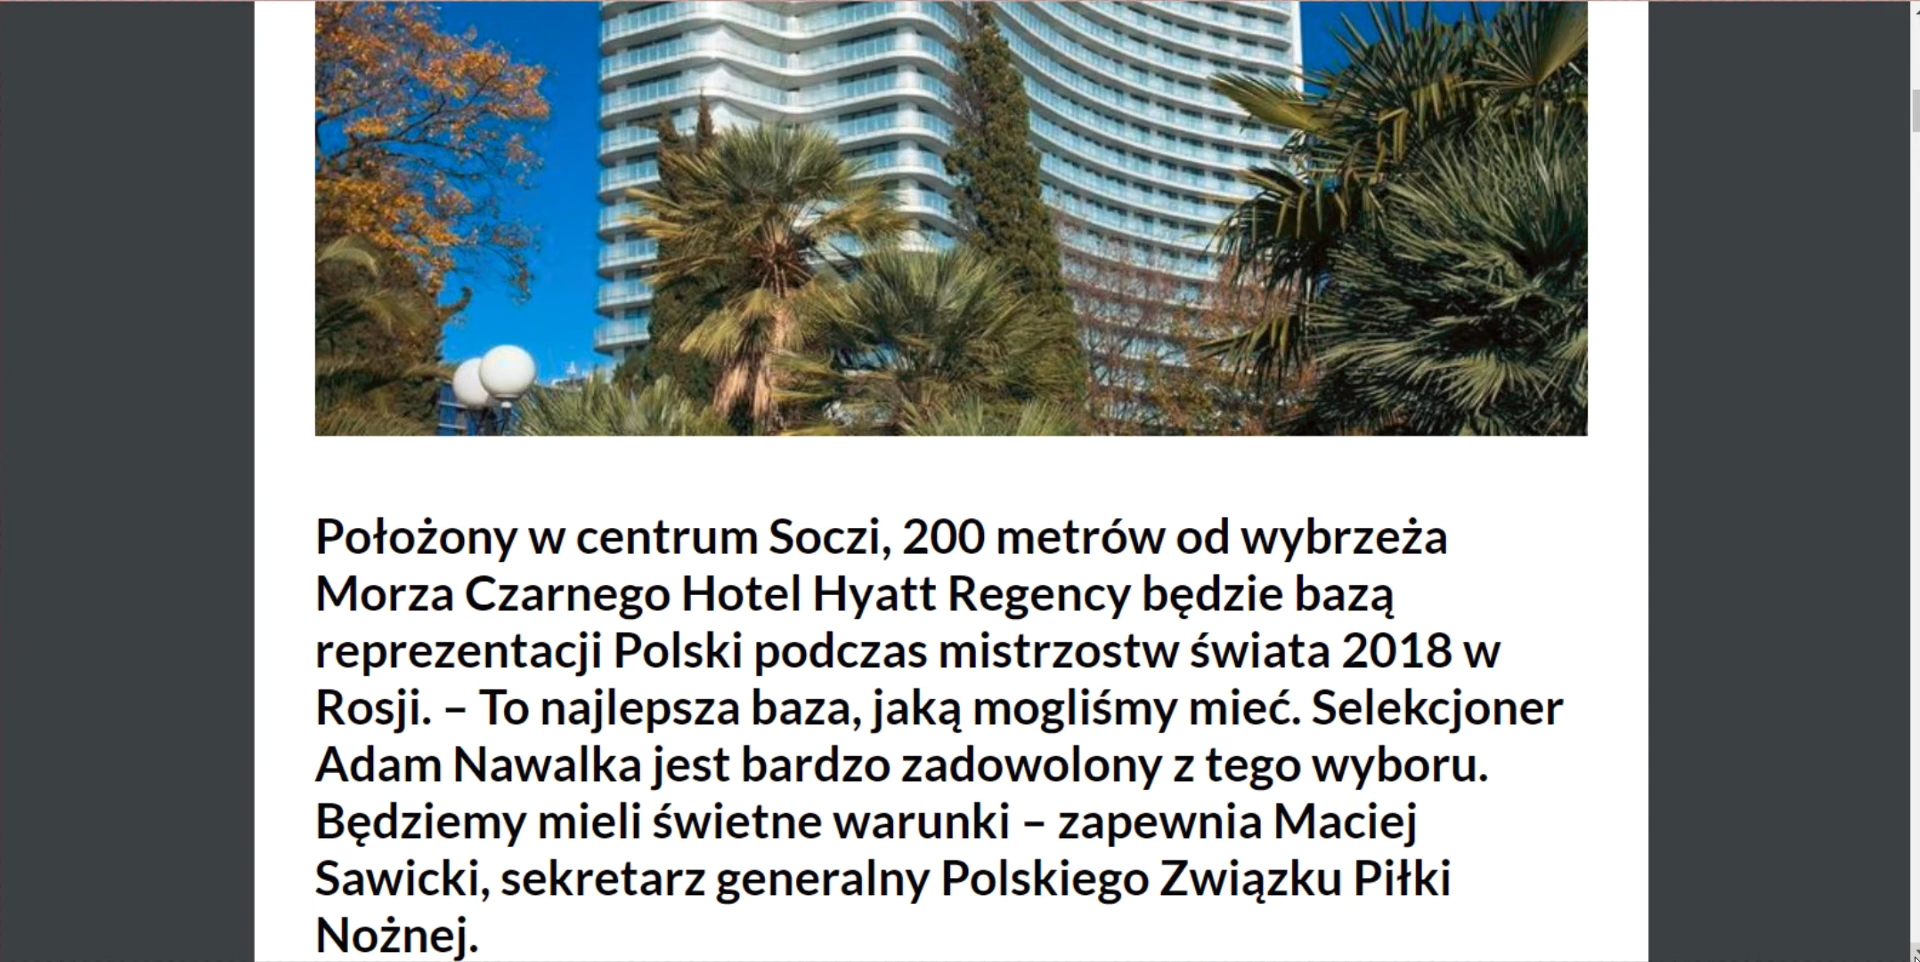 Położony w centrum Soczi, 200 metrów od wybrzeża
Morza Czarnego Hotel Hyatt Regency będzie bazą
reprezentacji Polski podczas mistrzostw świata 2018 w
Rosji. – To najlepsza baza, jaką mogliśmy mieć. Selekcjoner
Adam Nawalka jest bardzo zadowolony z tego wyboru.
Będziemy mieli świetne warunki – zapewnia Maciej
Sawicki, sekretarz generalny Polskiego Związku Piłki
Nożnej.